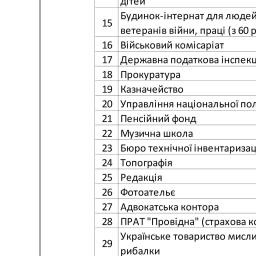 дітей
15 Будинок-інтернат для людей
ветеранів війни, праці (з 60 р
16 Військовий комісаріат
17 Державна податкова інспекц
18 Прокуратура
19 Казначейство
20 Управління національної пол
21 Пенсійний фонд
22 Музична школа
23 Бюро технічної інвентаризац
24 Топографія
25 Редакція
26 Фотоательє
27 Адвокатська контора
28 ПРАТ "Провідна" (страхова ко
29 Українське товариство мисли
рибалки